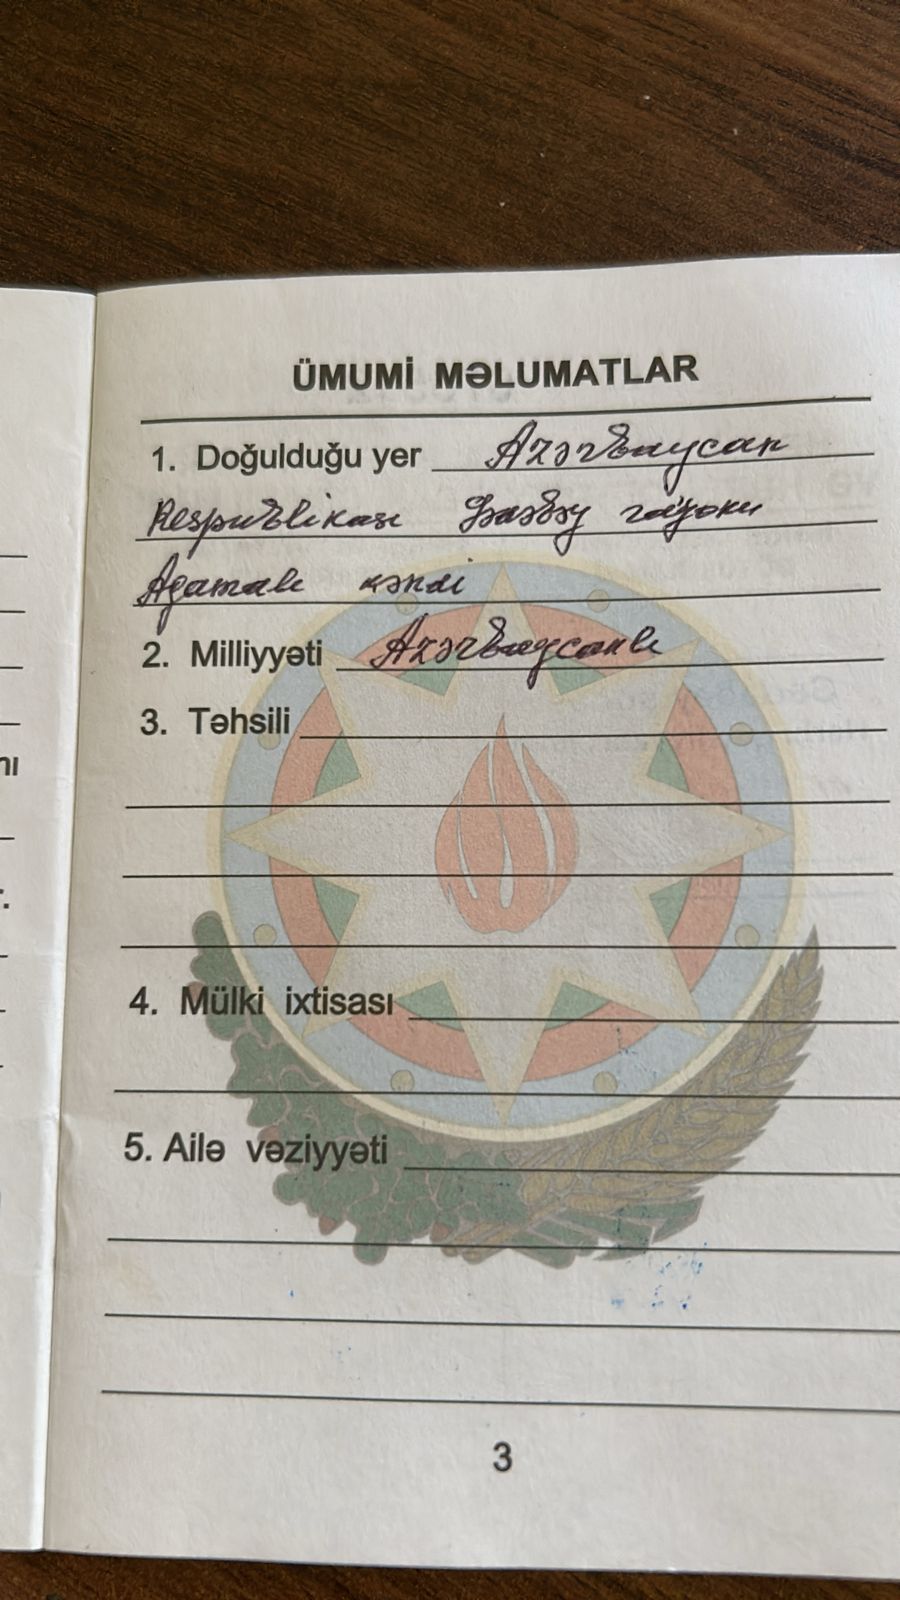 ÜMUMİ MƏLUMATLAR
1. Doğulduğu yer Azərbaycan
Respublikası Gədəbəy rayonu
Ağamalı kəndi
2. Milliyyəti Azərbaycanlı
3. Təhsili
4. Mülki ixtisası
5. Ailə vəziyyəti
3